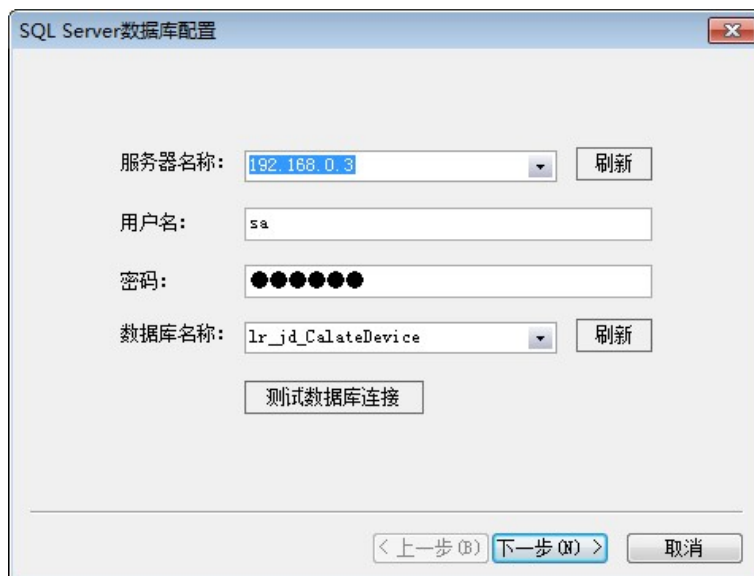 SQL Server数据库配置
服务器名称: 192.168.0.3 刷新
用户名: sa
密码: ●●●●●●
数据库名称: lr_jd_CalateDevice 刷新
测试数据库连接
< 上一步(B) 下一步(N) > 取消